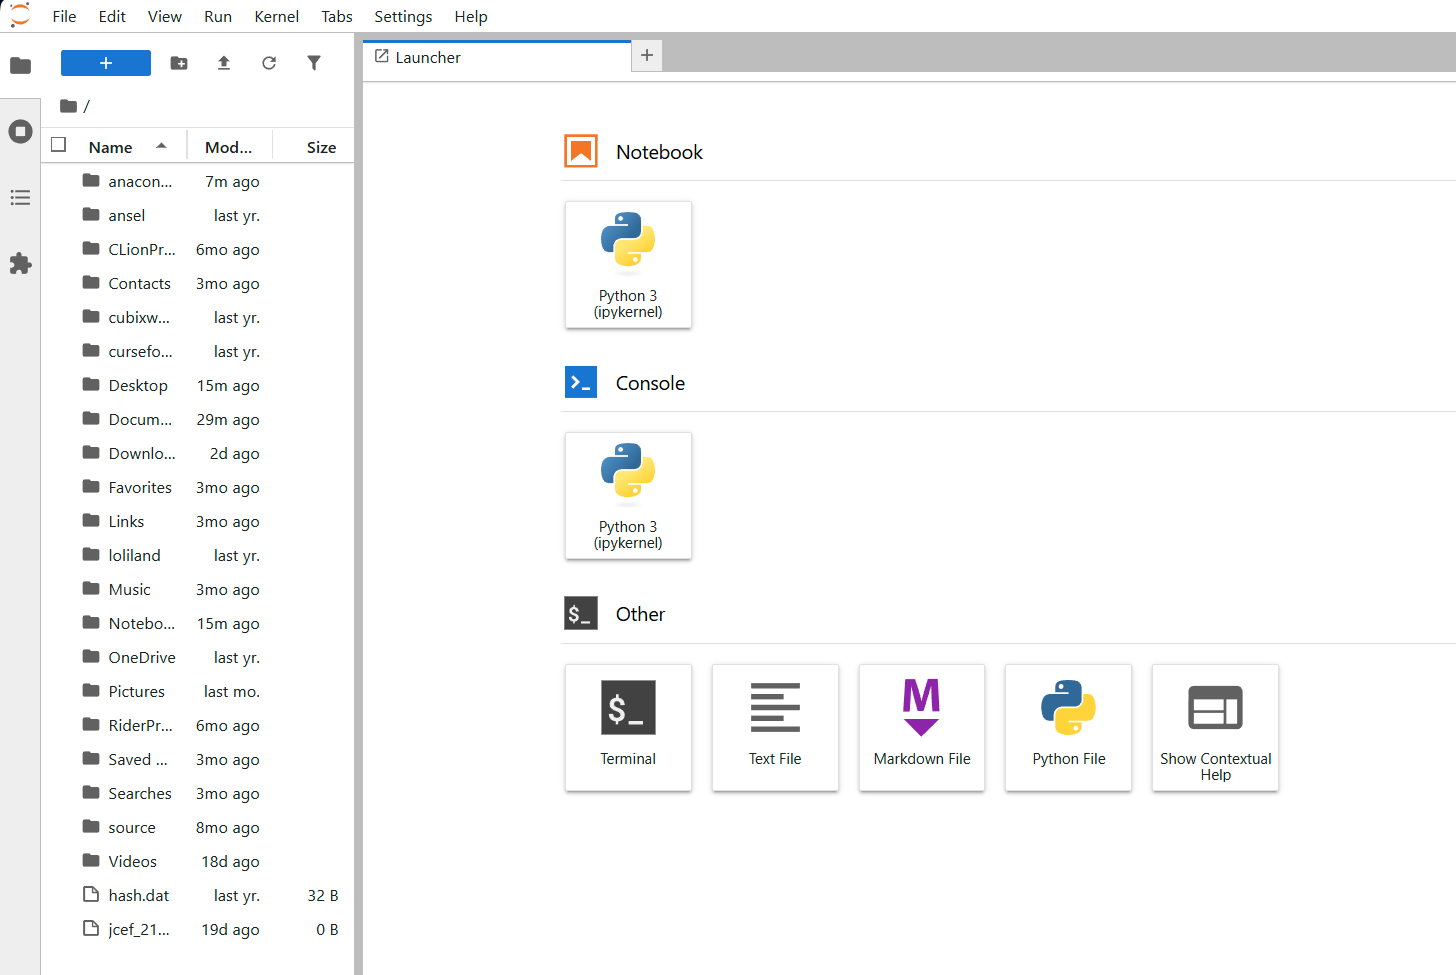 File Edit View Run Kernel Tabs Settings Help
Launcher
/
Name Mod... Size
anacon... 7m ago
ansel last yr.
CLionPr... 6mo ago
Contacts 3mo ago
cubixw... last yr.
cursefo... last yr.
Desktop 15m ago
Docum... 29m ago
Downlo... 2d ago
Favorites 3mo ago
Links 3mo ago
loliland last yr.
Music 3mo ago
Notebo... 15m ago
OneDrive last yr.
Pictures last mo.
RiderPr... 6mo ago
Saved ... 3mo ago
Searches 3mo ago
source 8mo ago
Videos 18d ago
hash.dat last yr. 32 B
jcef_21... 19d ago 0 B
Notebook
Python 3
(ipykernel)
Console
Python 3
(ipykernel)
$_ Other
$_
Terminal
Text File
M
Markdown File
Python File
Show Contextual
Help